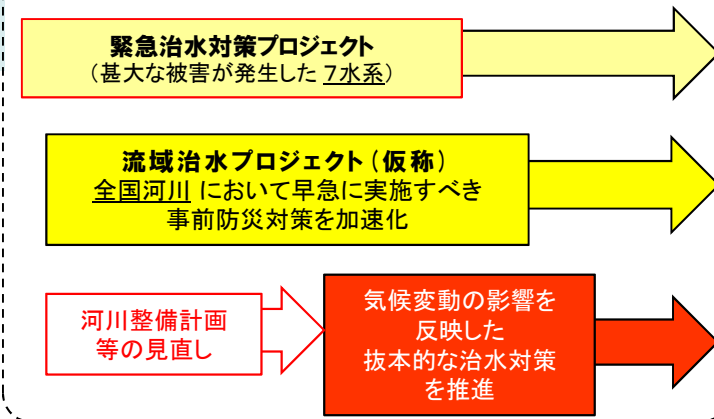 緊急治水対策プロジェクト
（甚大な被害が発生した 7水系）
流域治水プロジェクト（仮称）
全国河川 において早急に実施すべき
事前防災対策を加速化
河川整備計画
等の見直し
気候変動の影響を
反映した
抜本的な治水対策
を推進